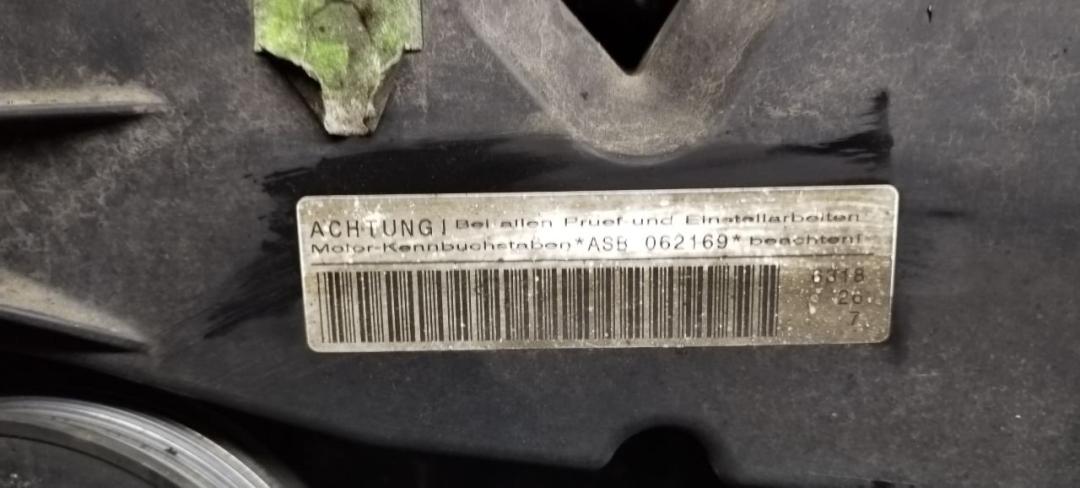 ACHTUNG! Bei allen Pruef-und Einstellarbeiten
Motor-Kennbuchstaben*ASB 062169* beachten!
6318
26
7